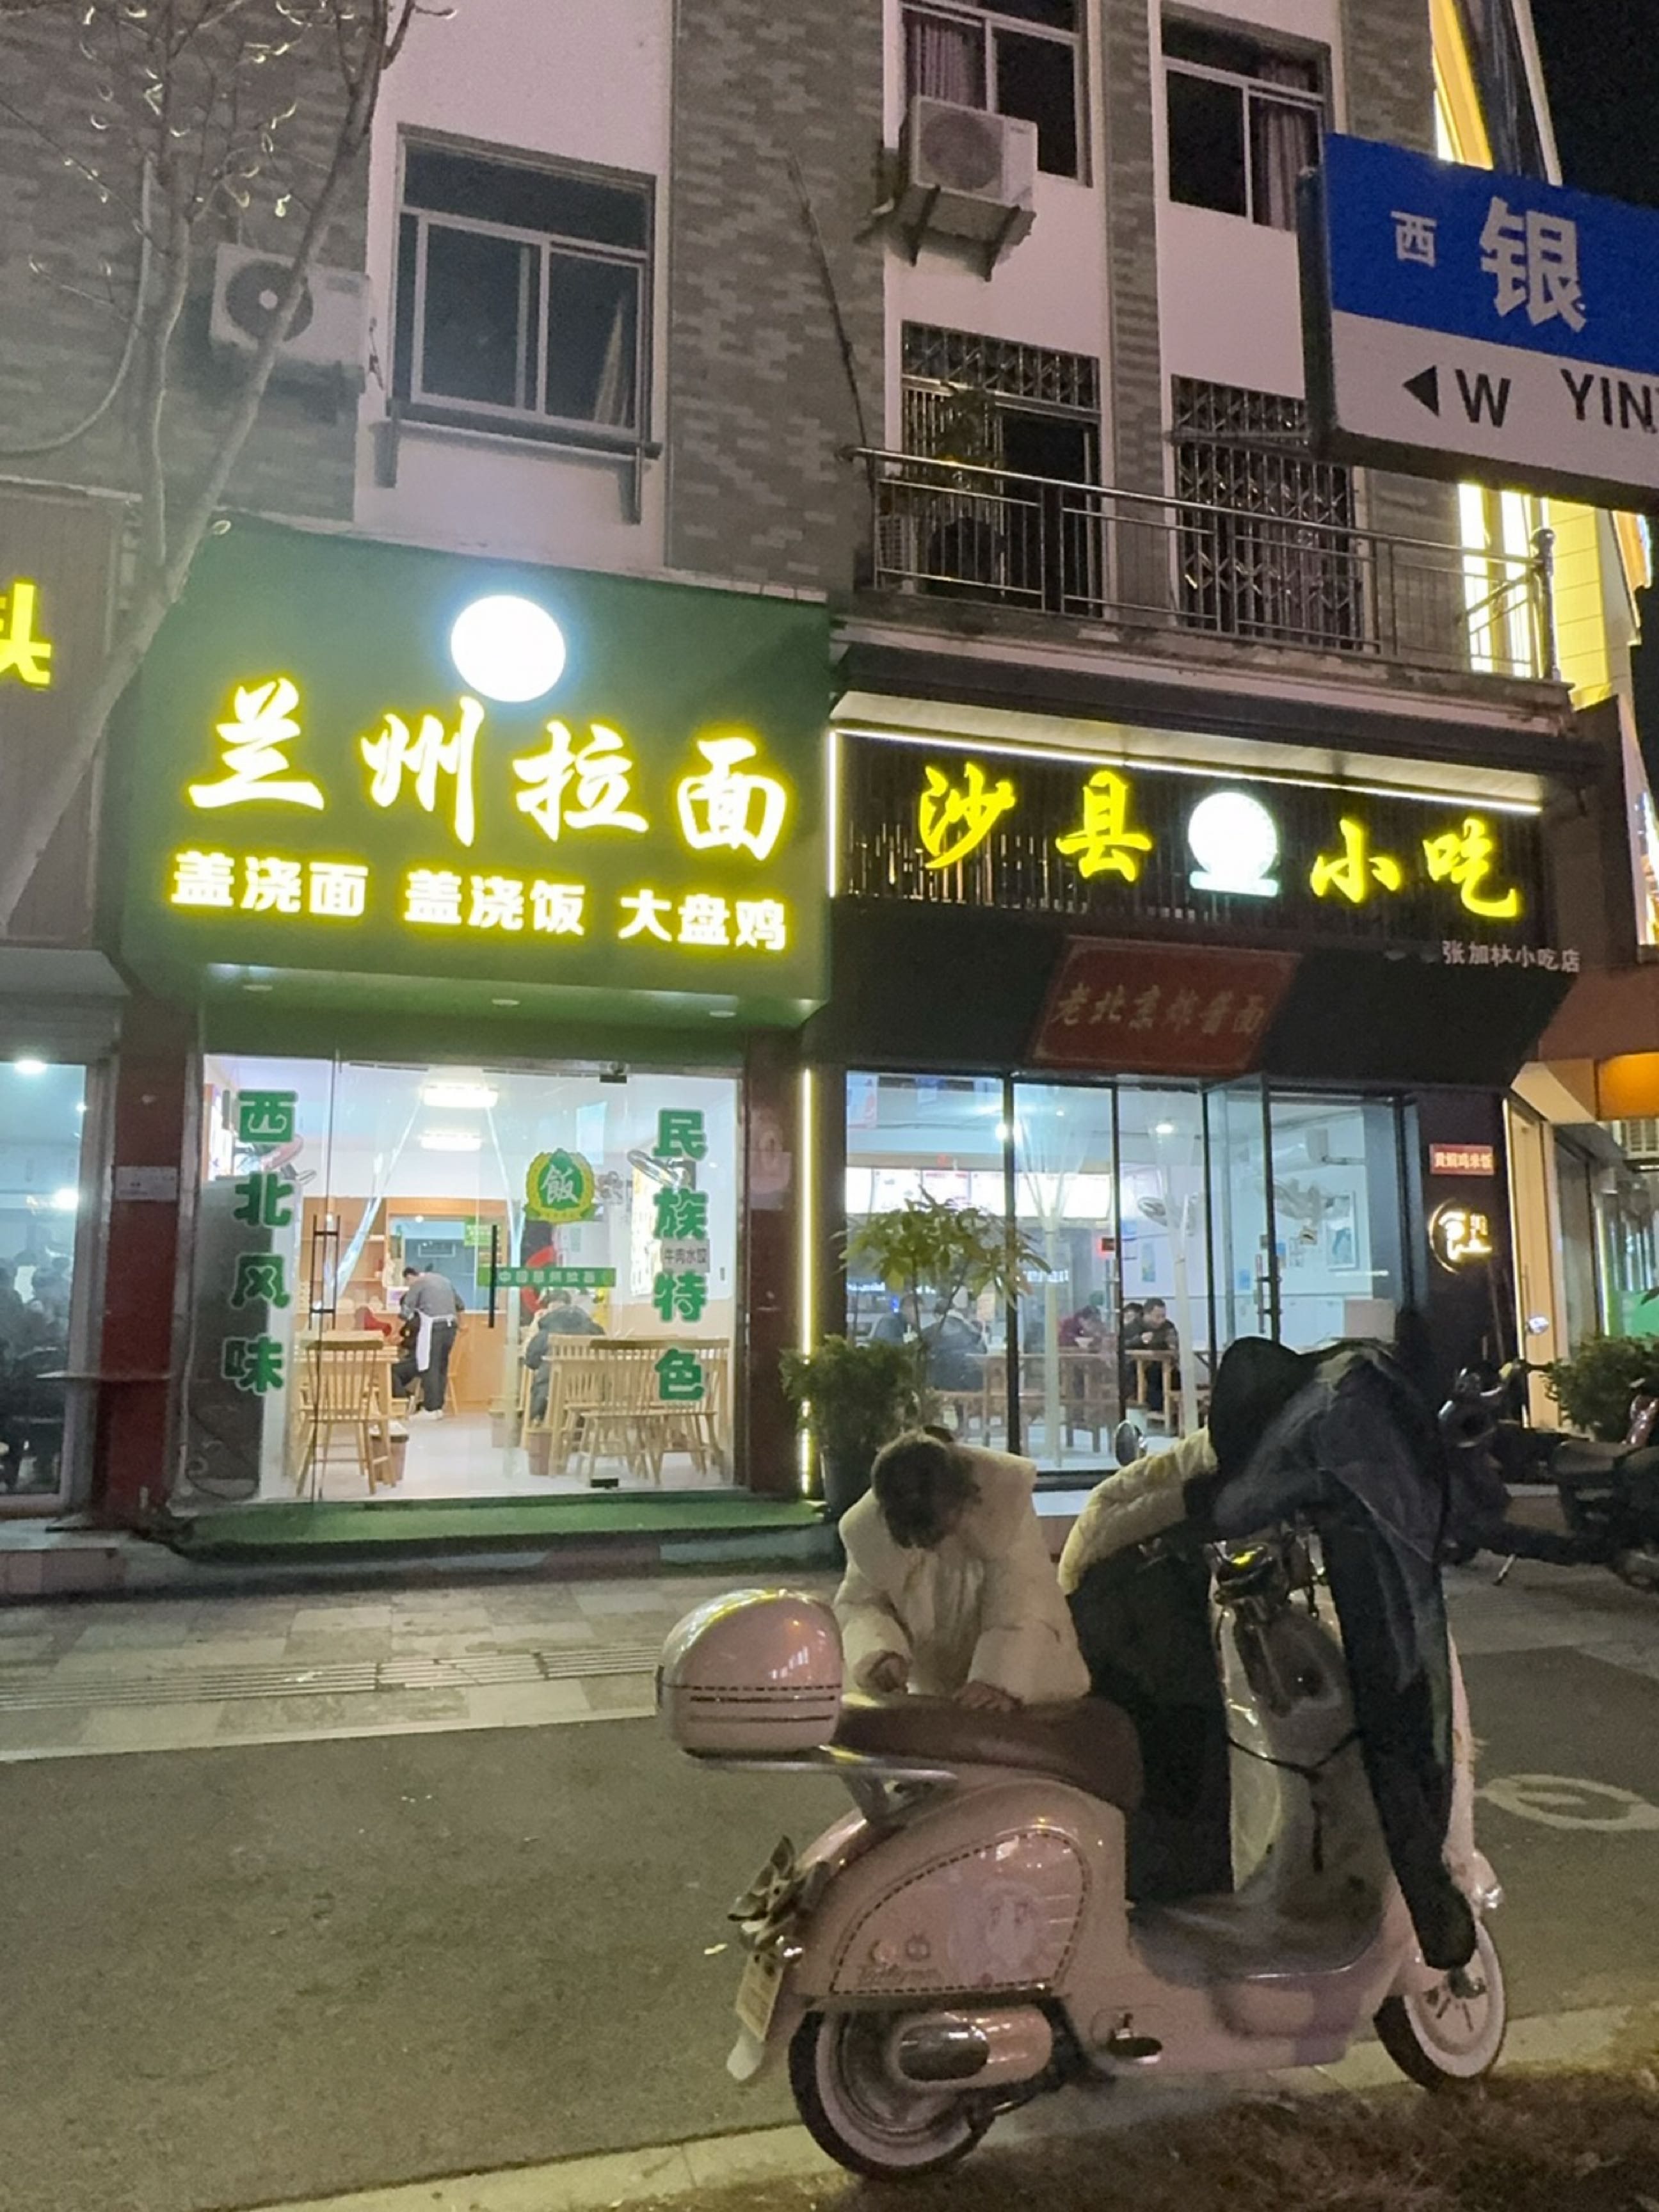 西 银
W YIN
头
兰州拉面
盖浇面 盖浇饭 大盘鸡
沙县小吃
张加林小吃店
老北京炸酱面
西北风味
飯
民族特色
牛肉水饺
中国兰州拉面
黄焖鸡米饭